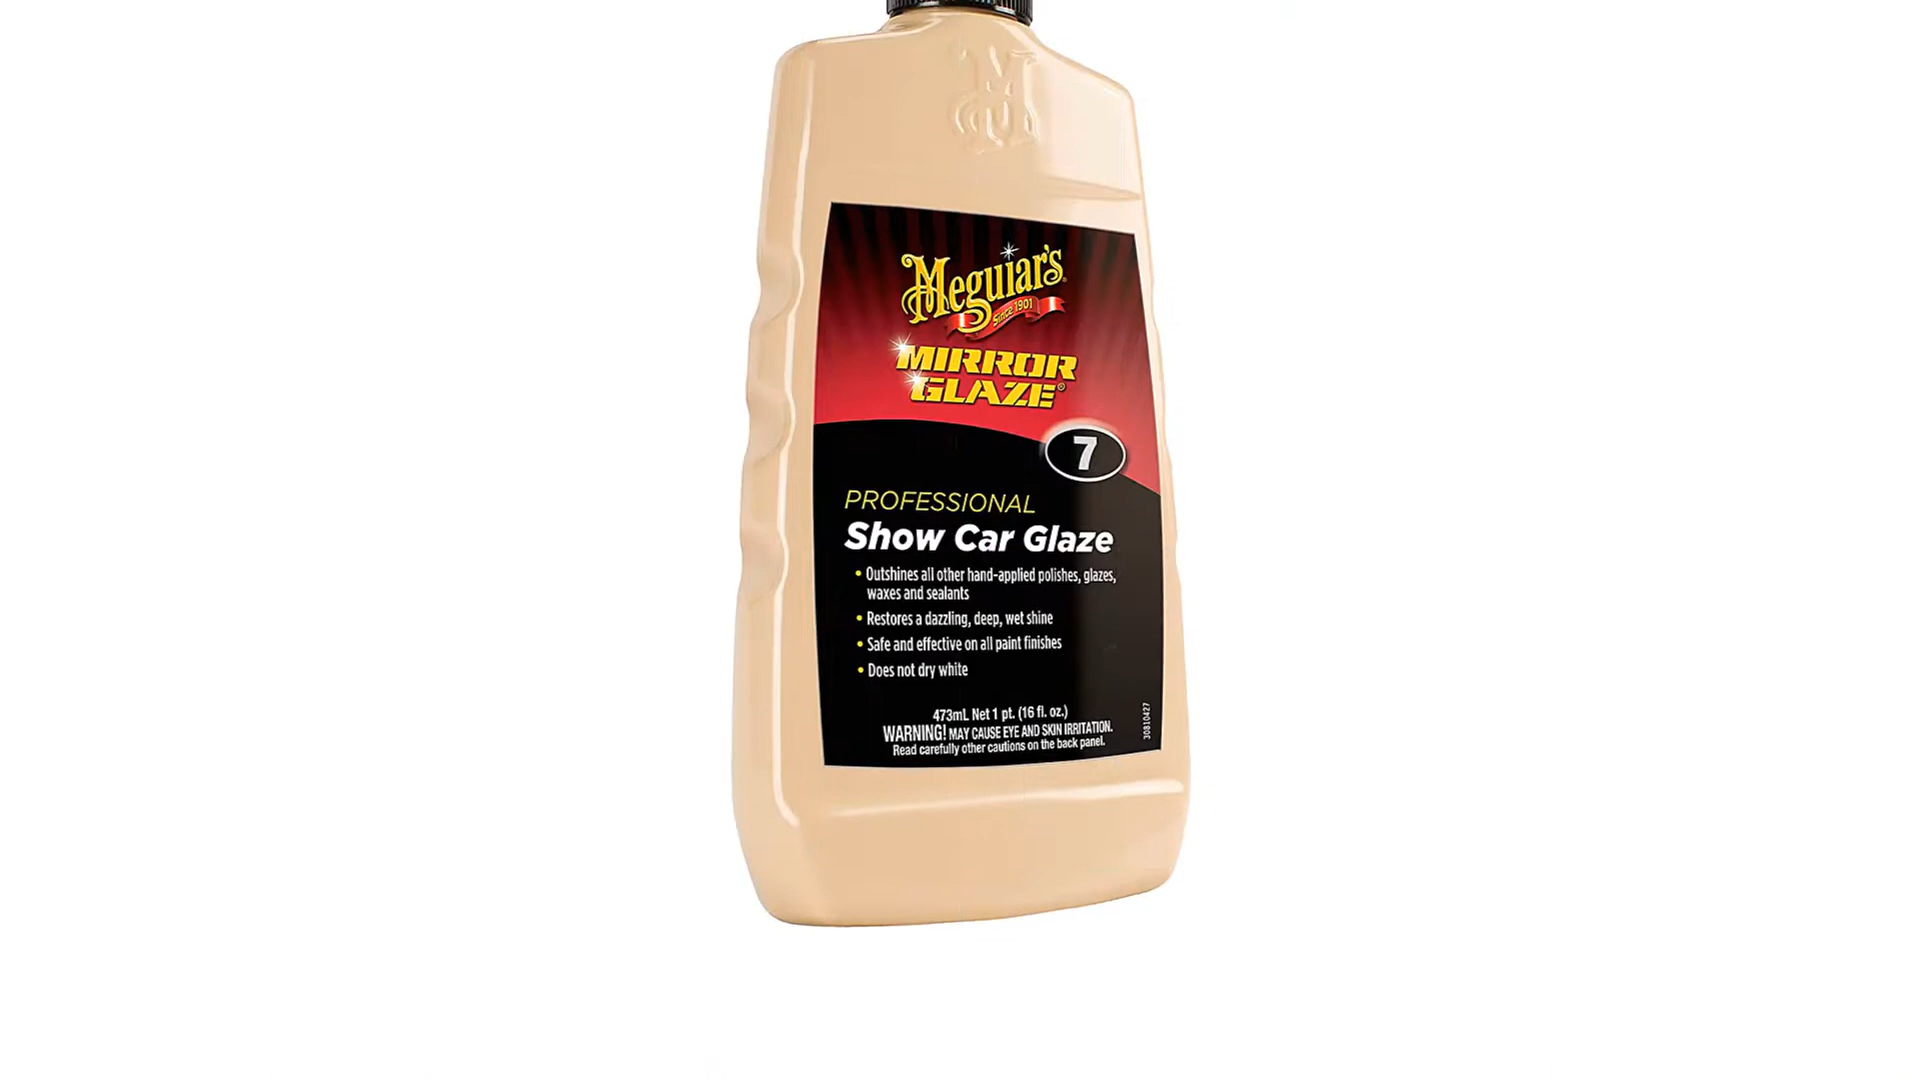 Meguiar's
Since 1901
MIRROR
GLAZE®
7
PROFESSIONAL
Show Car Glaze
• Outshines all other hand-applied polishes, glazes,
waxes and sealants
• Restores a dazzling, deep, wet shine
• Safe and effective on all paint finishes
• Does not dry white
473mL Net 1 pt. (16 fl. oz.)
WARNING! MAY CAUSE EYE AND SKIN IRRITATION.
Read carefully other cautions on the back panel.
30810427